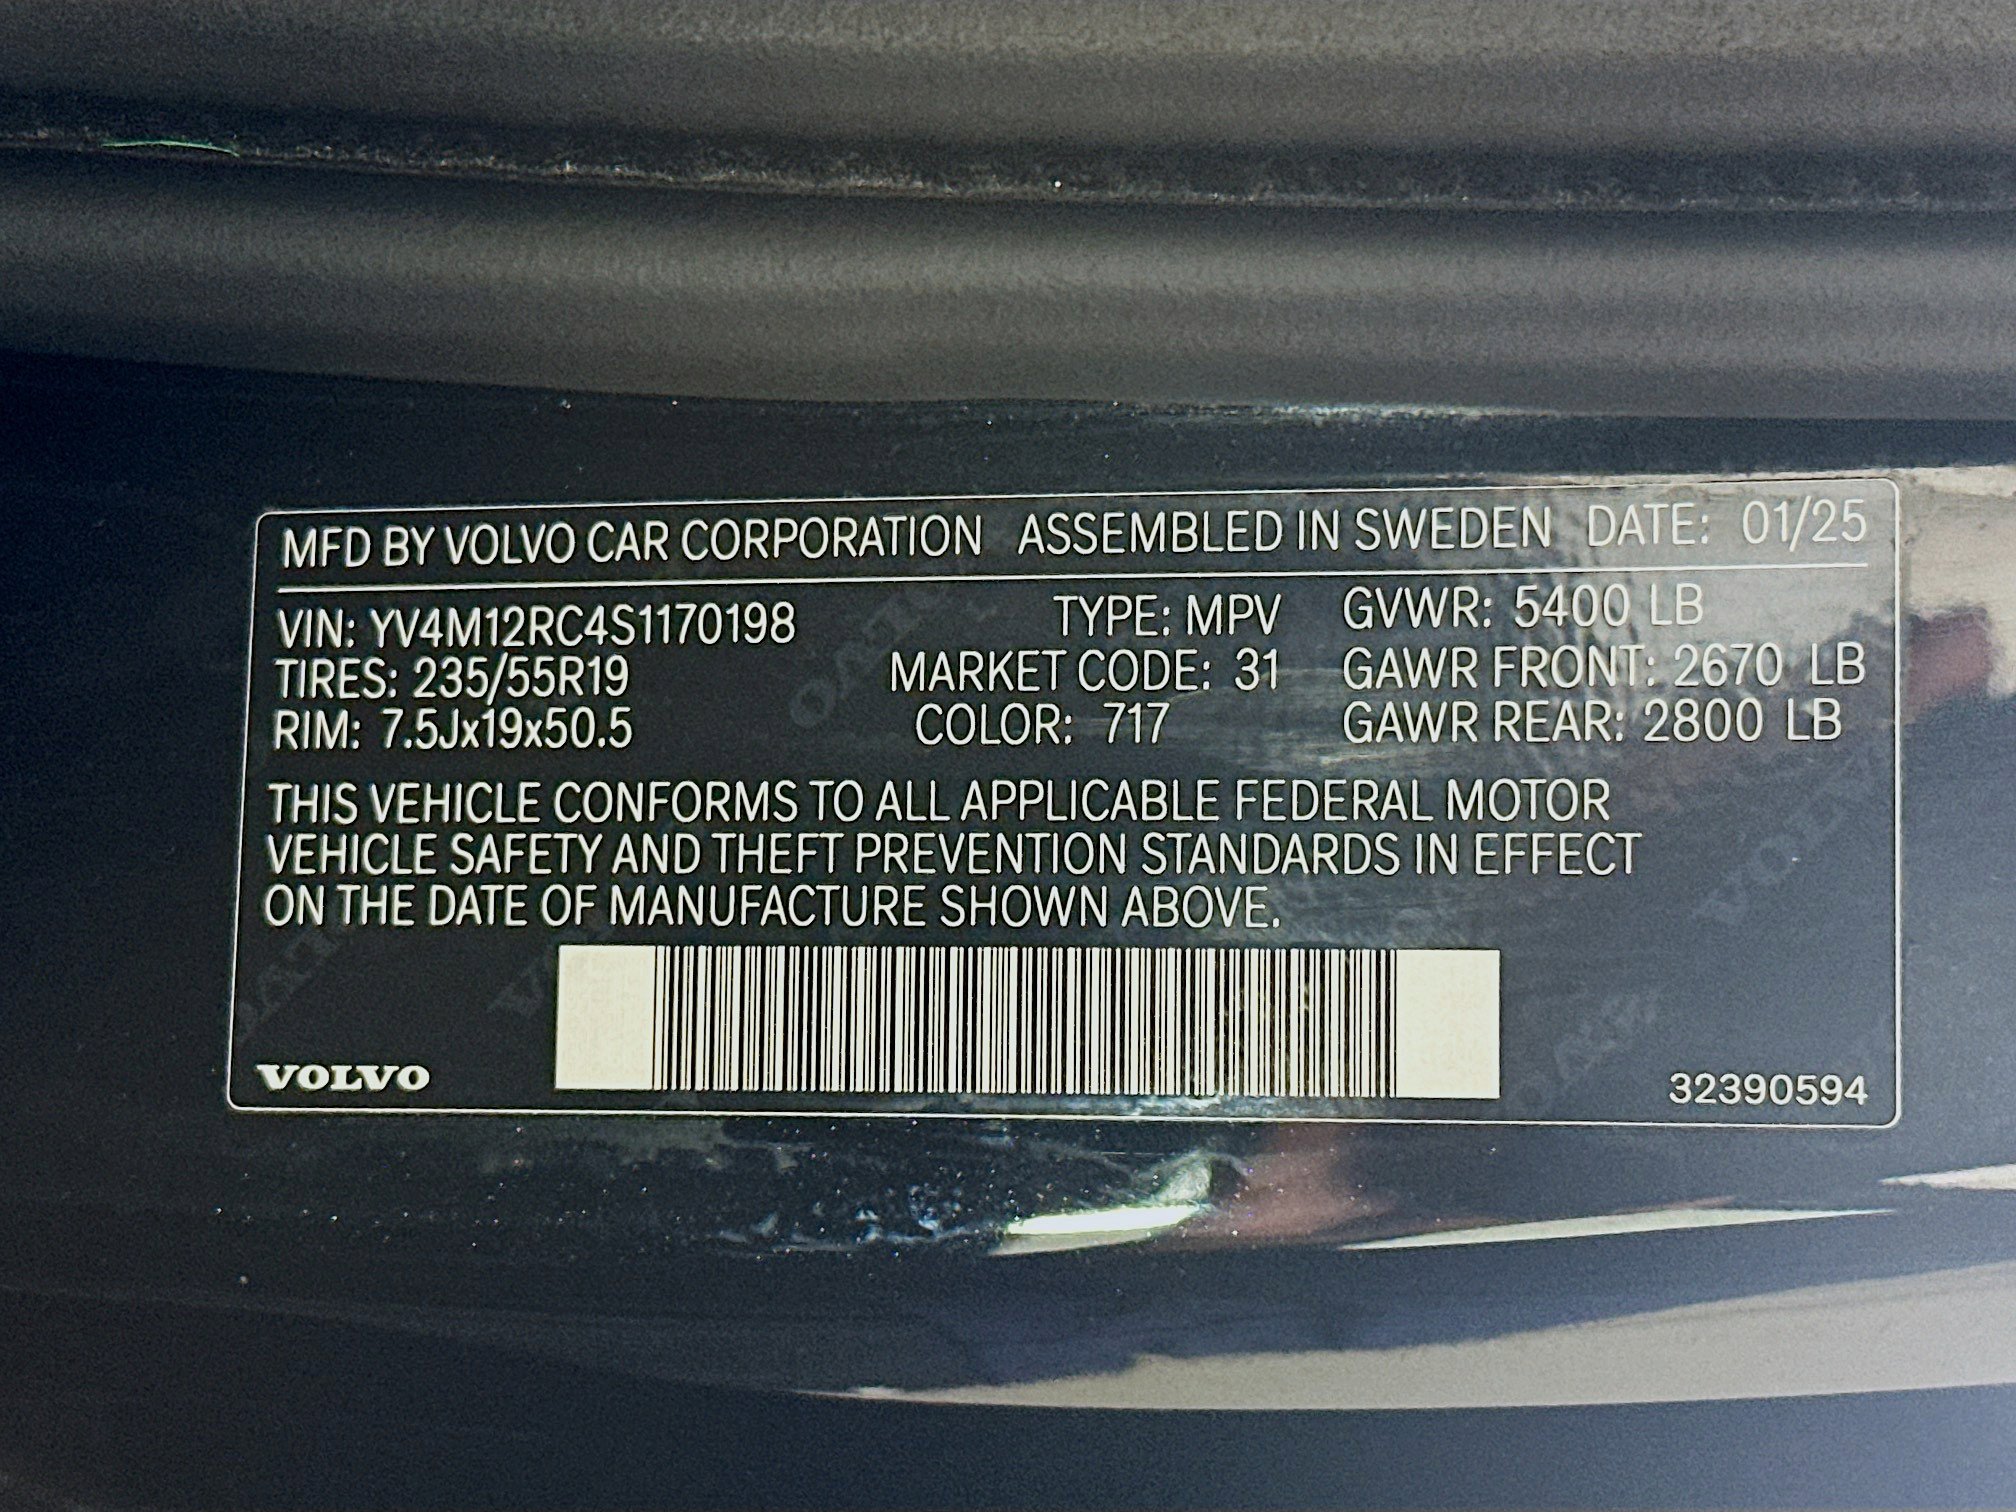 MFD BY VOLVO CAR CORPORATION ASSEMBLED IN SWEDEN DATE: 01/25
VIN: YV4M12RC4S1170198 TYPE: MPV GVWR: 5400 LB
TIRES: 235/55R19 MARKET CODE: 31 GAWR FRONT: 2670 LB
RIM: 7.5Jx19x50.5 COLOR: 717 GAWR REAR: 2800 LB
THIS VEHICLE CONFORMS TO ALL APPLICABLE FEDERAL MOTOR
VEHICLE SAFETY AND THEFT PREVENTION STANDARDS IN EFFECT
ON THE DATE OF MANUFACTURE SHOWN ABOVE.
VOLVO 32390594